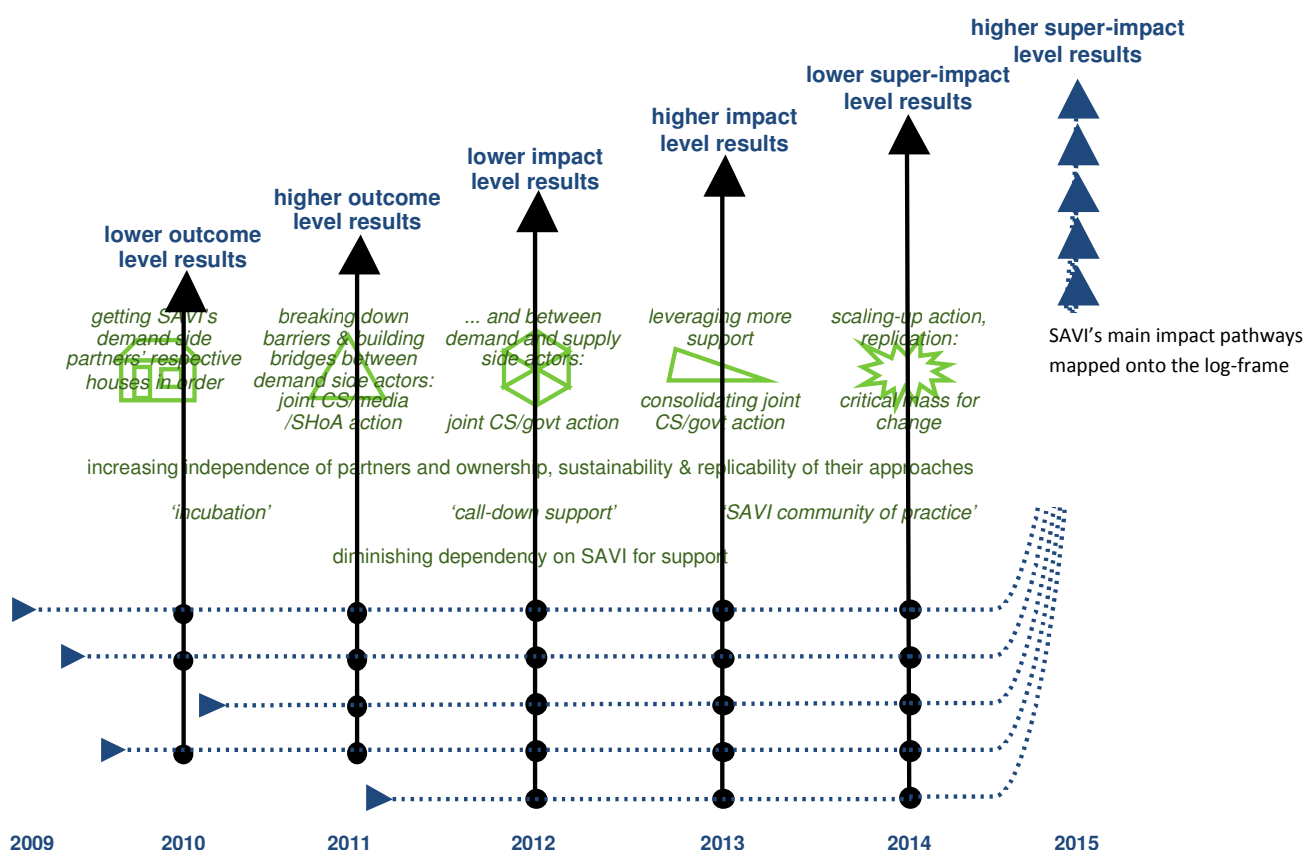 higher super-impact
level results
lower super-impact
level results
higher impact
level results
lower impact
level results
higher outcome
level results
lower outcome
level results
getting SAVI's
demand side
partners' respective
houses in order
breaking down
barriers & building
bridges between
demand side actors:
joint CS/media
/SHoA action
... and between
demand and supply
side actors:
joint CS/govt action
leveraging more
support
consolidating joint
CS/govt action
scaling-up action,
replication:
critical mass for
change
SAVI's main impact pathways
mapped onto the log-frame
increasing independence of partners and ownership, sustainability & replicability of their approaches
'incubation'
'call-down support'
'SAVI community of practice'
diminishing dependency on SAVI for support
2009
2010
2011
2012
2013
2014
2015